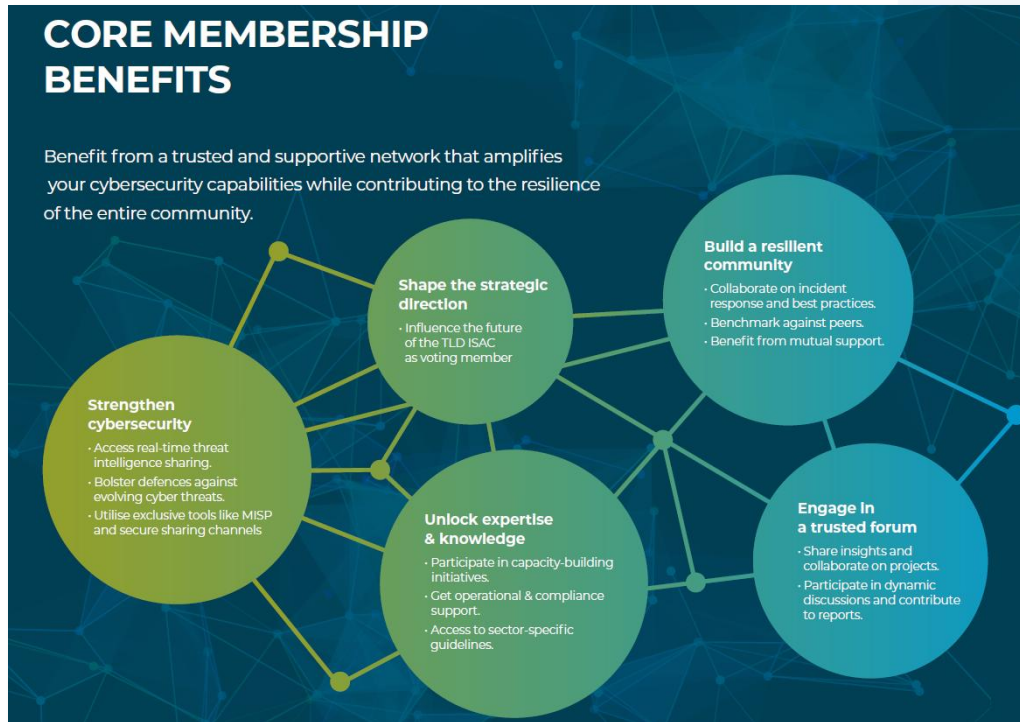 CORE MEMBERSHIP
BENEFITS
Benefit from a trusted and supportive network that amplifies
your cybersecurity capabilities while contributing to the resilience
of the entire community.
Strengthen
cybersecurity
· Access real-time threat
intelligence sharing.
· Bolster defences against
evolving cyber threats.
· Utilise exclusive tools like MISP
and secure sharing channels
Shape the strategic
direction
· Influence the future
of the TLD ISAC
as voting member
Unlock expertise
& knowledge
· Participate in capacity-building
initiatives.
· Get operational & compliance
support.
· Access to sector-specific
guidelines.
Build a resilient
community
· Collaborate on incident
response and best practices.
· Benchmark against peers.
· Benefit from mutual support.
Engage in
a trusted forum
· Share insights and
collaborate on projects.
· Participate in dynamic
discussions and contribute
to reports.